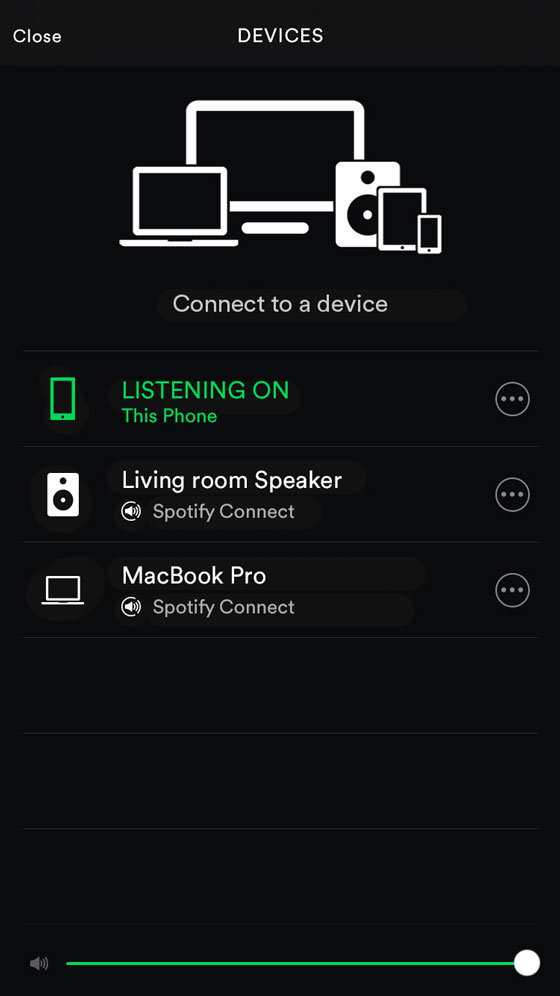 Close
DEVICES
Connect to a device
LISTENING ON
This Phone
Living room Speaker
Spotify Connect
MacBook Pro
Spotify Connect